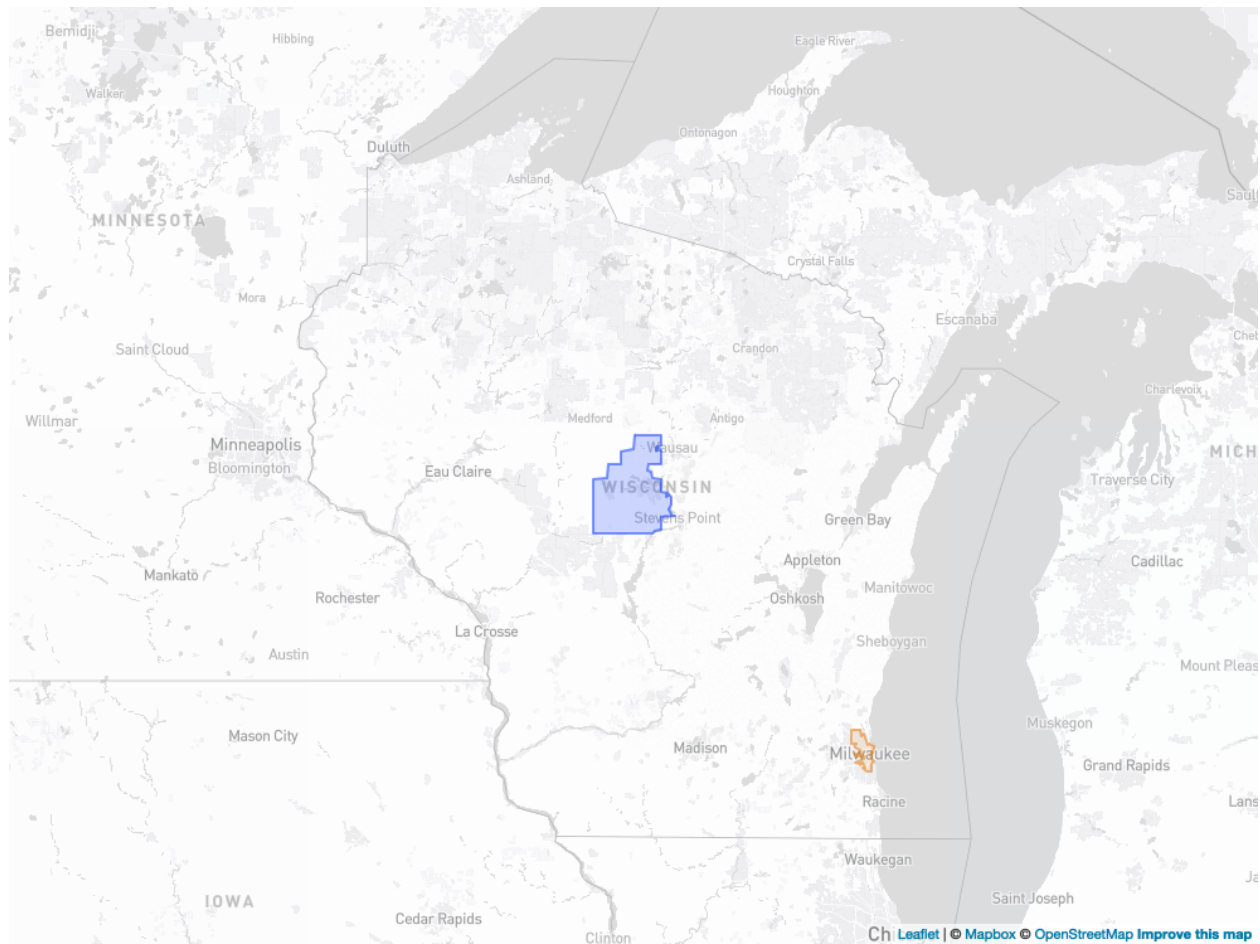 Bemidji
Hibbing
Eagle River
Walker
Houghton
Ontonagon
Duluth
Ashland
Saul
MINNESOTA
Crystal Falls
Mora
Escanaba
Saint Cloud
Crandon
Che
Charlevoix
Willmar
Medford
Antigo
Minneapolis
Wausau
MICH
Bloomington
Eau Claire
Traverse City
WISCONSIN
Stevens Point
Green Bay
Appleton
Cadillac
Mankato
Manitowoc
Rochester
Oshkosh
La Crosse
Sheboygan
Austin
Mount Pleas
Muskegon
Mason City
Madison
Milwaukee
Grand Rapids
Racine
Lans
Waukegan
Ja
IOWA
Saint Joseph
Cedar Rapids
Clinton
Chi
Leaflet | © Mapbox © OpenStreetMap Improve this map